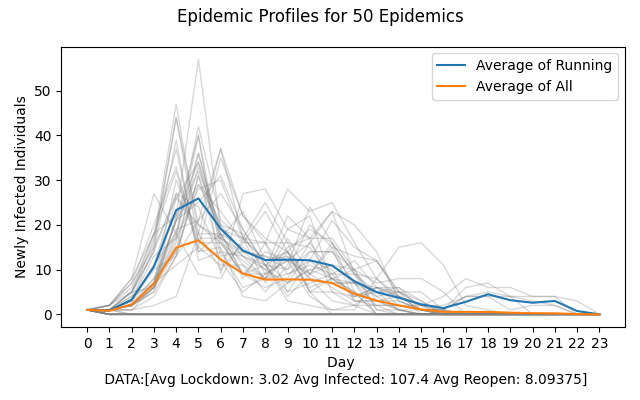 Epidemic Profiles for 50 Epidemics
Average of Running
Average of All
Newly Infected Individuals
50
40
30
20
10
0
0 1 2 3 4 5 6 7 8 9 10 11 12 13 14 15 16 17 18 19 20 21 22 23
Day
DATA:[Avg Lockdown: 3.02 Avg Infected: 107.4 Avg Reopen: 8.09375]